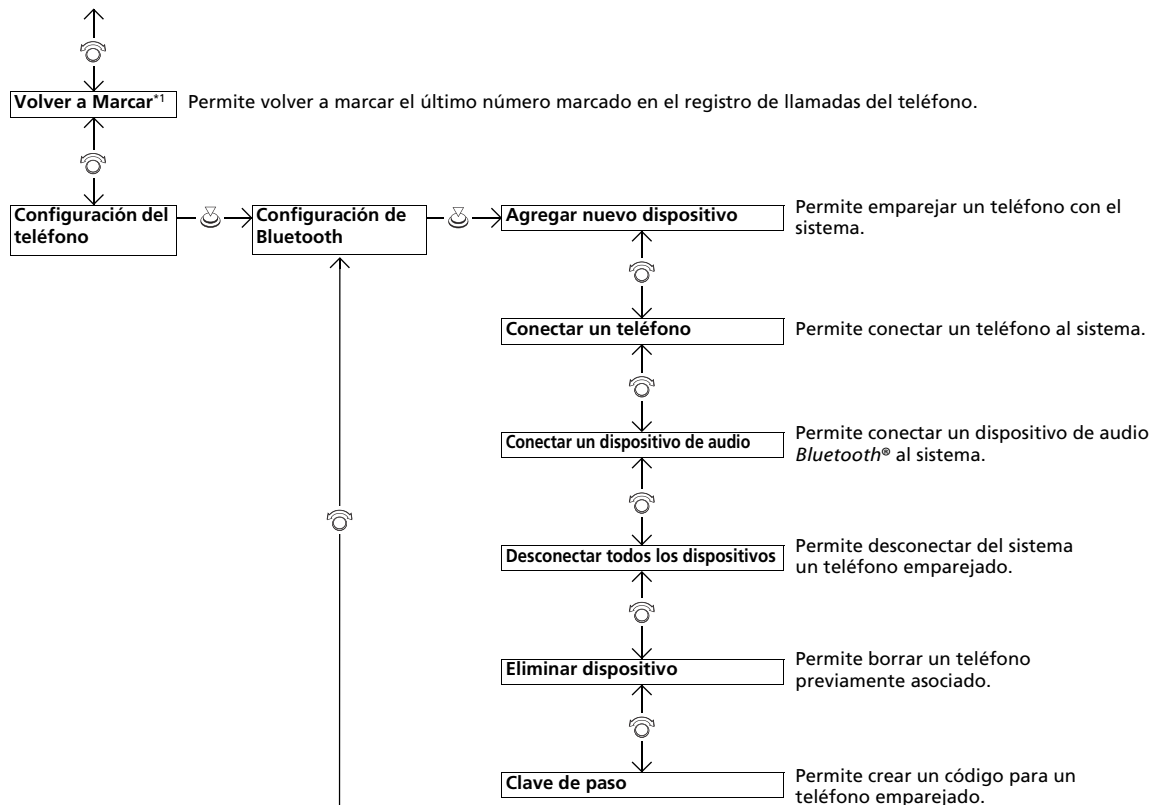 Volver a Marcar*1 Permite volver a marcar el último número marcado en el registro de llamadas del teléfono.
Configuración del
teléfono
Configuración de
Bluetooth
Agregar nuevo dispositivo
Permite emparejar un teléfono con el
sistema.
Conectar un teléfono
Permite conectar un teléfono al sistema.
Conectar un dispositivo de audio
Permite conectar un dispositivo de audio
Bluetooth® al sistema.
Desconectar todos los dispositivos
Permite desconectar del sistema
un teléfono emparejado.
Eliminar dispositivo
Permite borrar un teléfono
previamente asociado.
Clave de paso
Permite crear un código para un
teléfono emparejado.